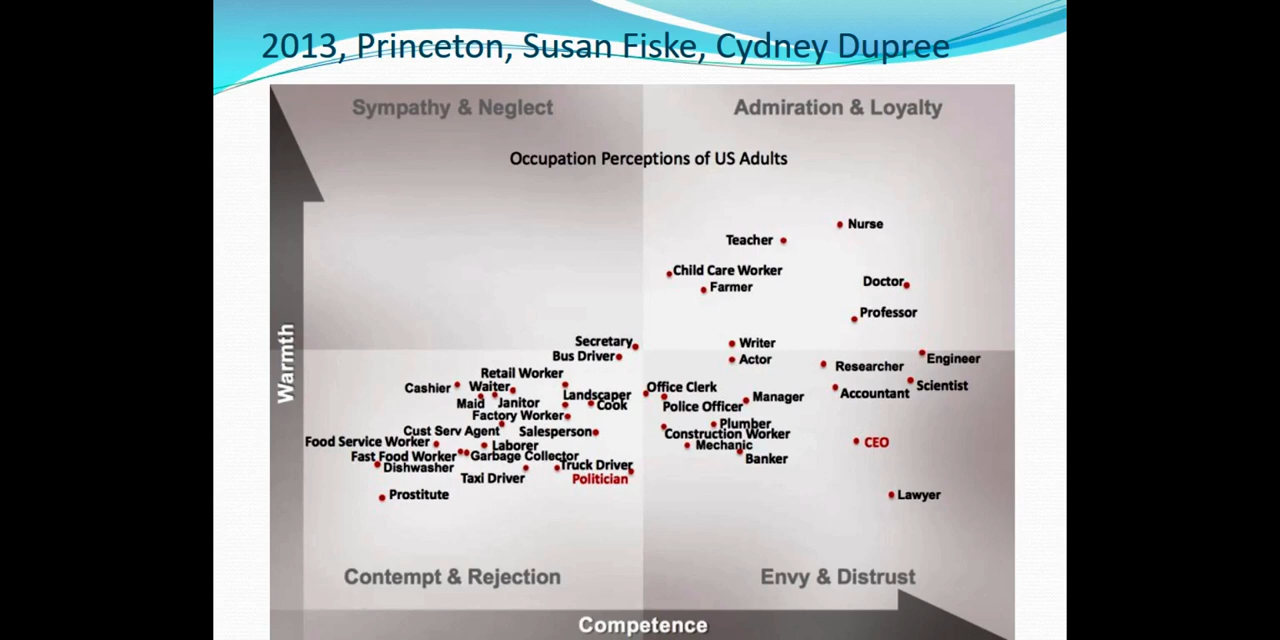 2013, Princeton, Susan Fiske, Cydney Dupree
Sympathy & Neglect
Admiration & Loyalty
Occupation Perceptions of US Adults
Nurse
Teacher
Child Care Worker
Farmer
Doctor
Professor
Secretary
Writer
Bus Driver
Actor
Engineer
Researcher
Retail Worker
Cashier
Waiter
Office Clerk
Scientist
Accountant
Landscaper
Manager
Maid
Janitor
Cook
Police Officer
Factory Worker
Plumber
Cust Serv Agent
Salesperson
Construction Worker
Food Service Worker
Laborer
Mechanic
CEO
Fast Food Worker
Garbage Collector
Banker
Dishwasher
Truck Driver
Taxi Driver
Politician
Prostitute
Lawyer
Warmth
Contempt & Rejection
Envy & Distrust
Competence